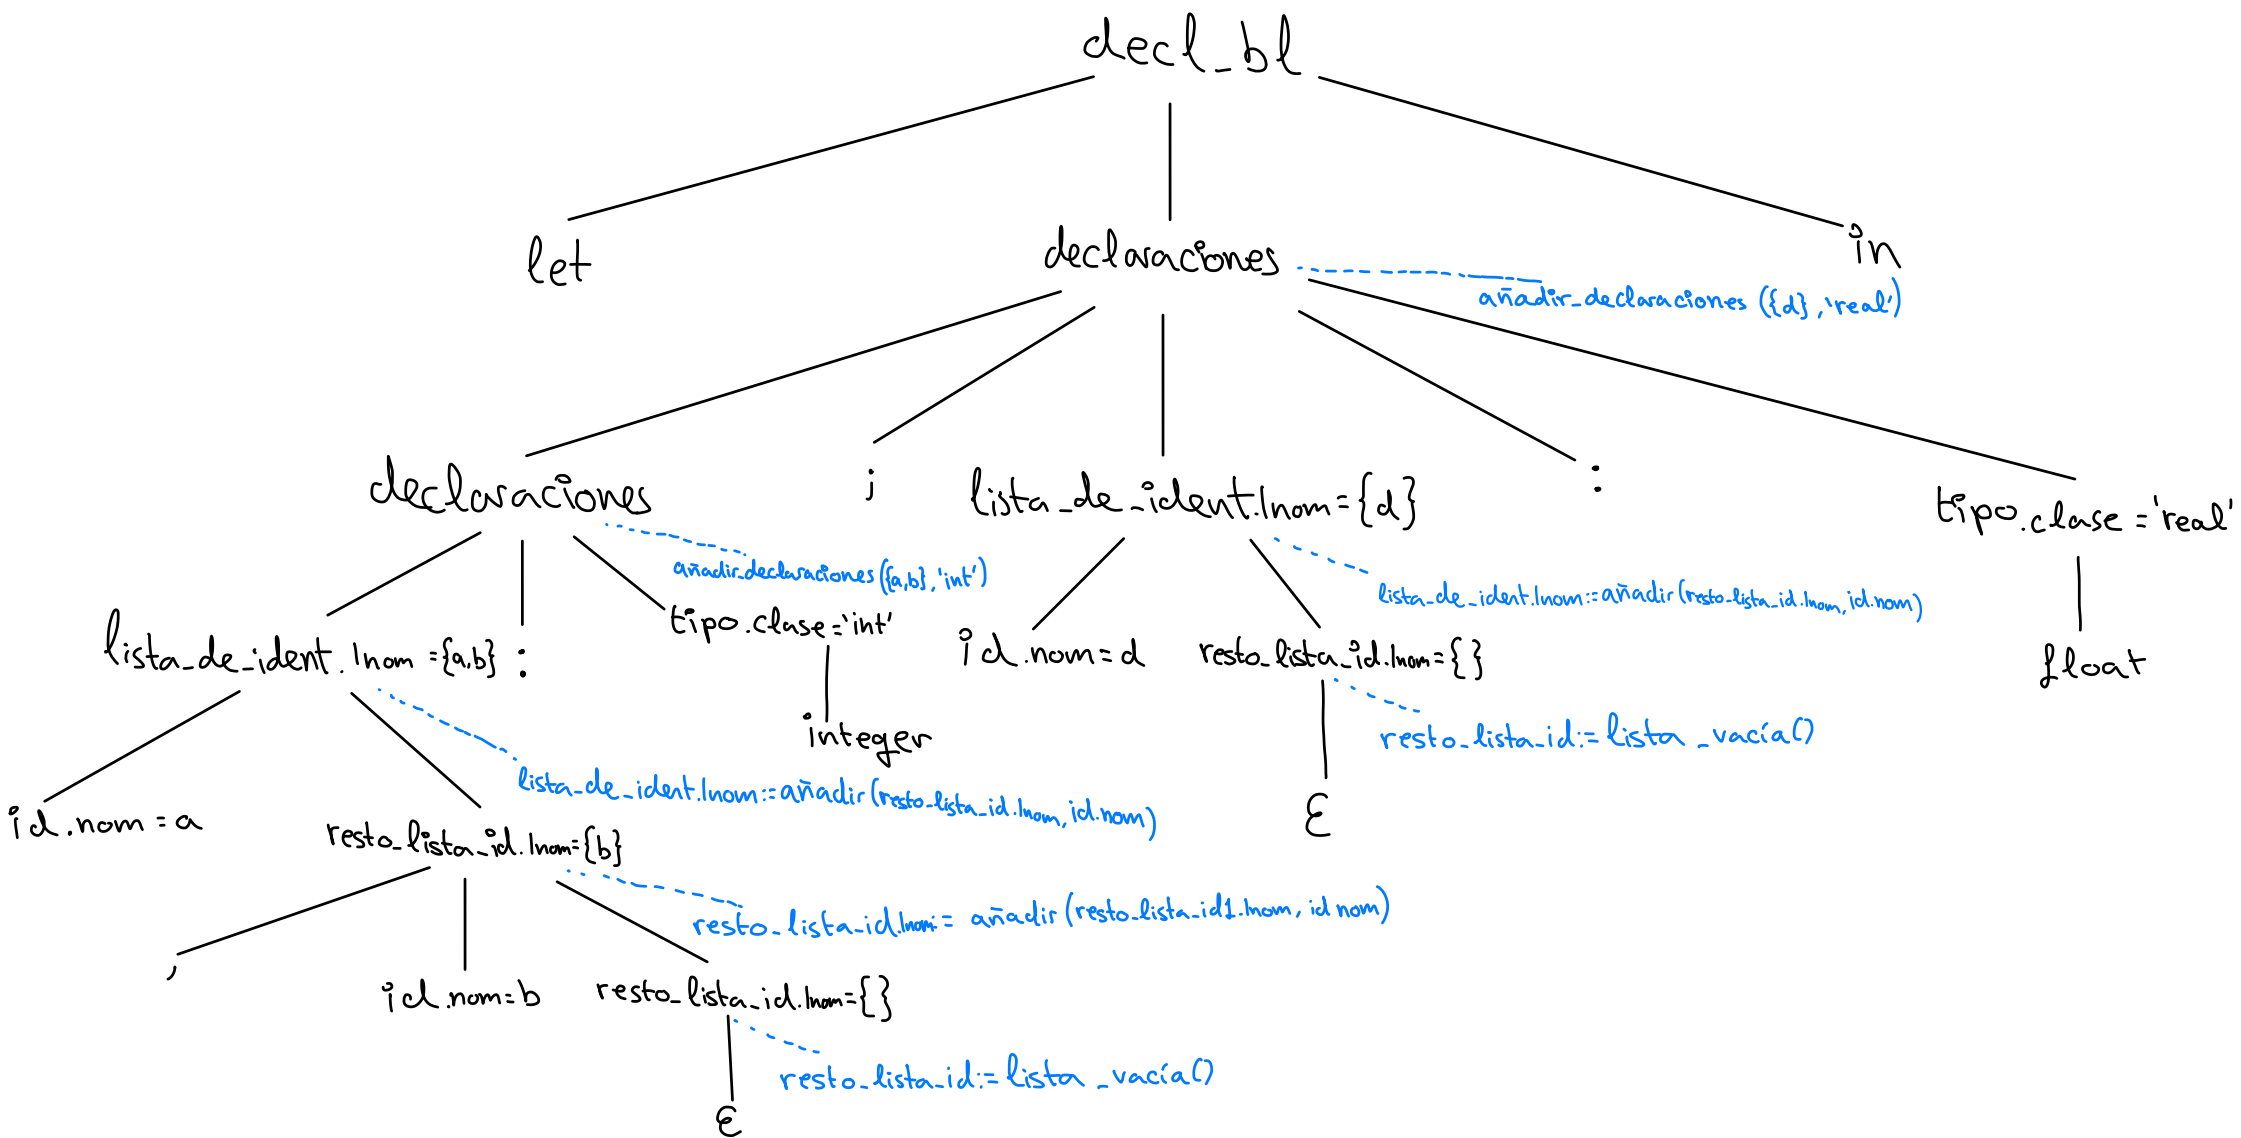 decl_bl
let
declaraciones
in
añadir_declaraciones ({d}, 'real')
declaraciones
;
lista_de_ident.lnom = {d}
:
tipo.clase = 'real'
añadir_declaraciones ({a,b}, 'int')
lista_de_ident.lnom::=añadir(resto_lista_id.lnom, id.nom)
lista_de_ident.lnom = {a,b}
:
tipo.clase = 'int'
id.nom = d
resto_lista_id.lnom={}
float
integer
resto_lista_id:= lista_vacía()
lista_de_ident.lnom::=añadir(resto_lista_id.lnom, id.nom)
id.nom = a
resto_lista_id.lnom={b}
ε
resto_lista_id.lnom:= añadir(resto_lista_id1.lnom, id nom)
,
id.nom=b
resto_lista_id.lnom={}
resto_lista_id:= lista_vacía()
ε